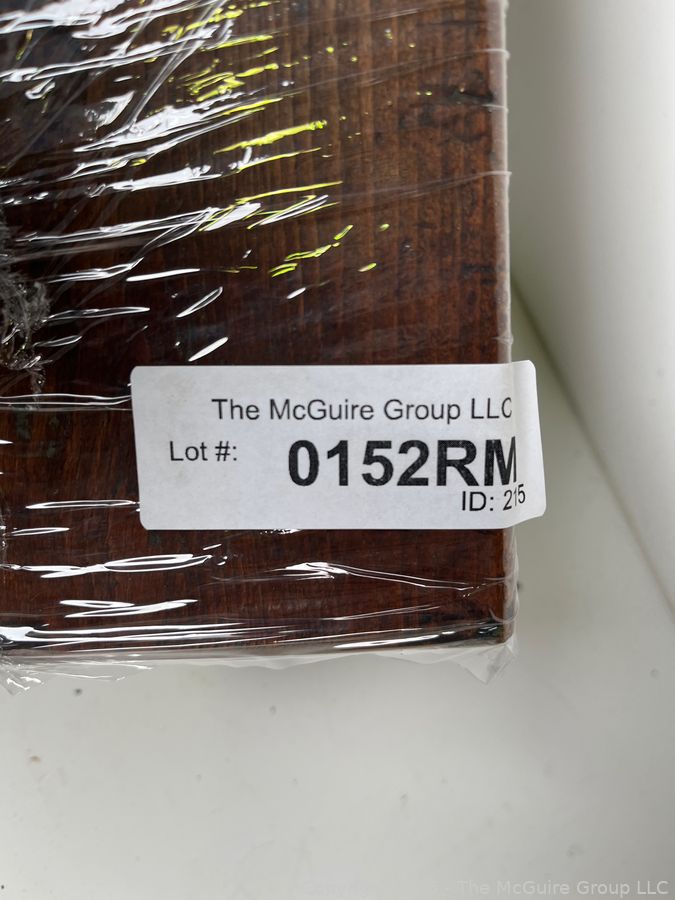 The McGuire Group LLC
Lot #: 0152RM
ID: 215
The McGuire Group LLC